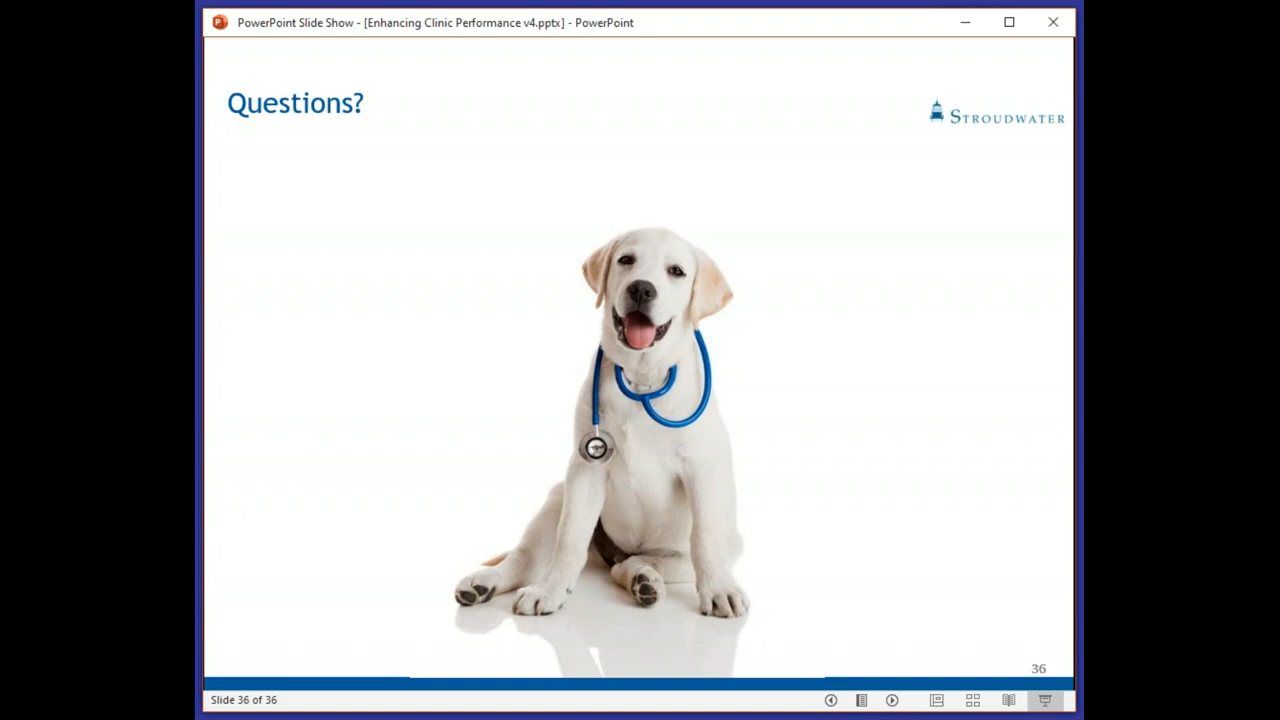 PowerPoint Slide Show - [Enhancing Clinic Performance v4.pptx] - PowerPoint
Questions?
STROUDWATER
36
Slide 36 of 36